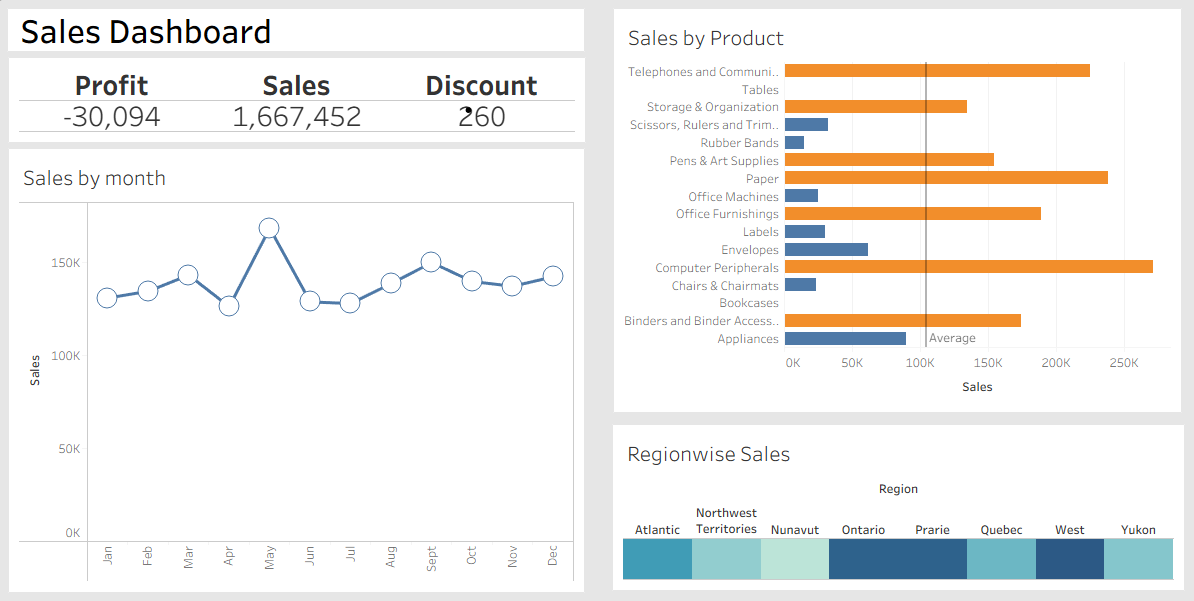 Sales Dashboard
Profit Sales Discount
-30,094 1,667,452 260
Sales by month
150K
100K
50K
0K
Sales
Jan Feb Mar Apr May Jun Jul Aug Sept Oct Nov Dec
Sales by Product
Telephones and Communi..
Tables
Storage & Organization
Scissors, Rulers and Trim..
Rubber Bands
Pens & Art Supplies
Paper
Office Machines
Office Furnishings
Labels
Envelopes
Computer Peripherals
Chairs & Chairmats
Bookcases
Binders and Binder Access..
Appliances
Average
0K 50K 100K 150K 200K 250K
Sales
Regionwise Sales
Region
Atlantic Northwest Territories Nunavut Ontario Prarie Quebec West Yukon